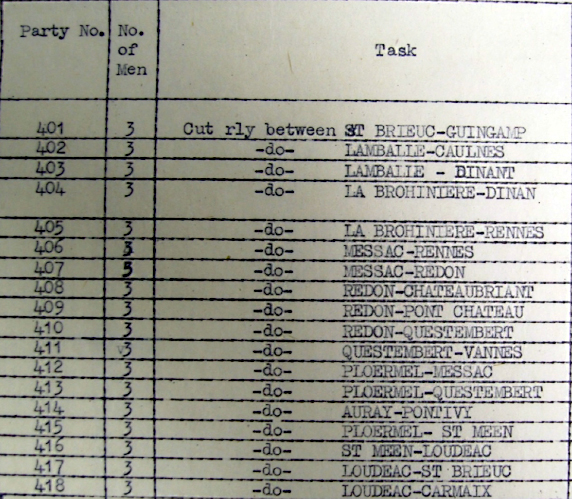 Party No. No. of Men Task
401 3 Cut rly between ST BRIEUC-GUINGAMP
402 3 -do- LAMBALLE-CAULNES
403 3 -do- LAMBALLE - DINANT
404 3 -do- LA BROHINIERE-DINAN
405 3 -do- LA BROHINIERE-RENNES
406 3 -do- MESSAC-RENNES
407 5 -do- MESSAC-REDON
408 3 -do- REDON-CHATEAUBRIANT
409 3 -do- REDON-PONT CHATEAU
410 3 -do- REDON-QUESTEMBERT
411 3 -do- QUESTEMBERT-VANNES
412 3 -do- PLOERMEL-MESSAC
413 3 -do- PLOERMEL-QUESTEMBERT
414 3 -do- AURAY-PONTIVY
415 3 -do- PLOERMEL- ST MEEN
416 3 -do- ST MEEN-LOUDEAC
417 3 -do- LOUDEAC-ST BRIEUC
418 3 -do- LOUDEAC-CARMAIX